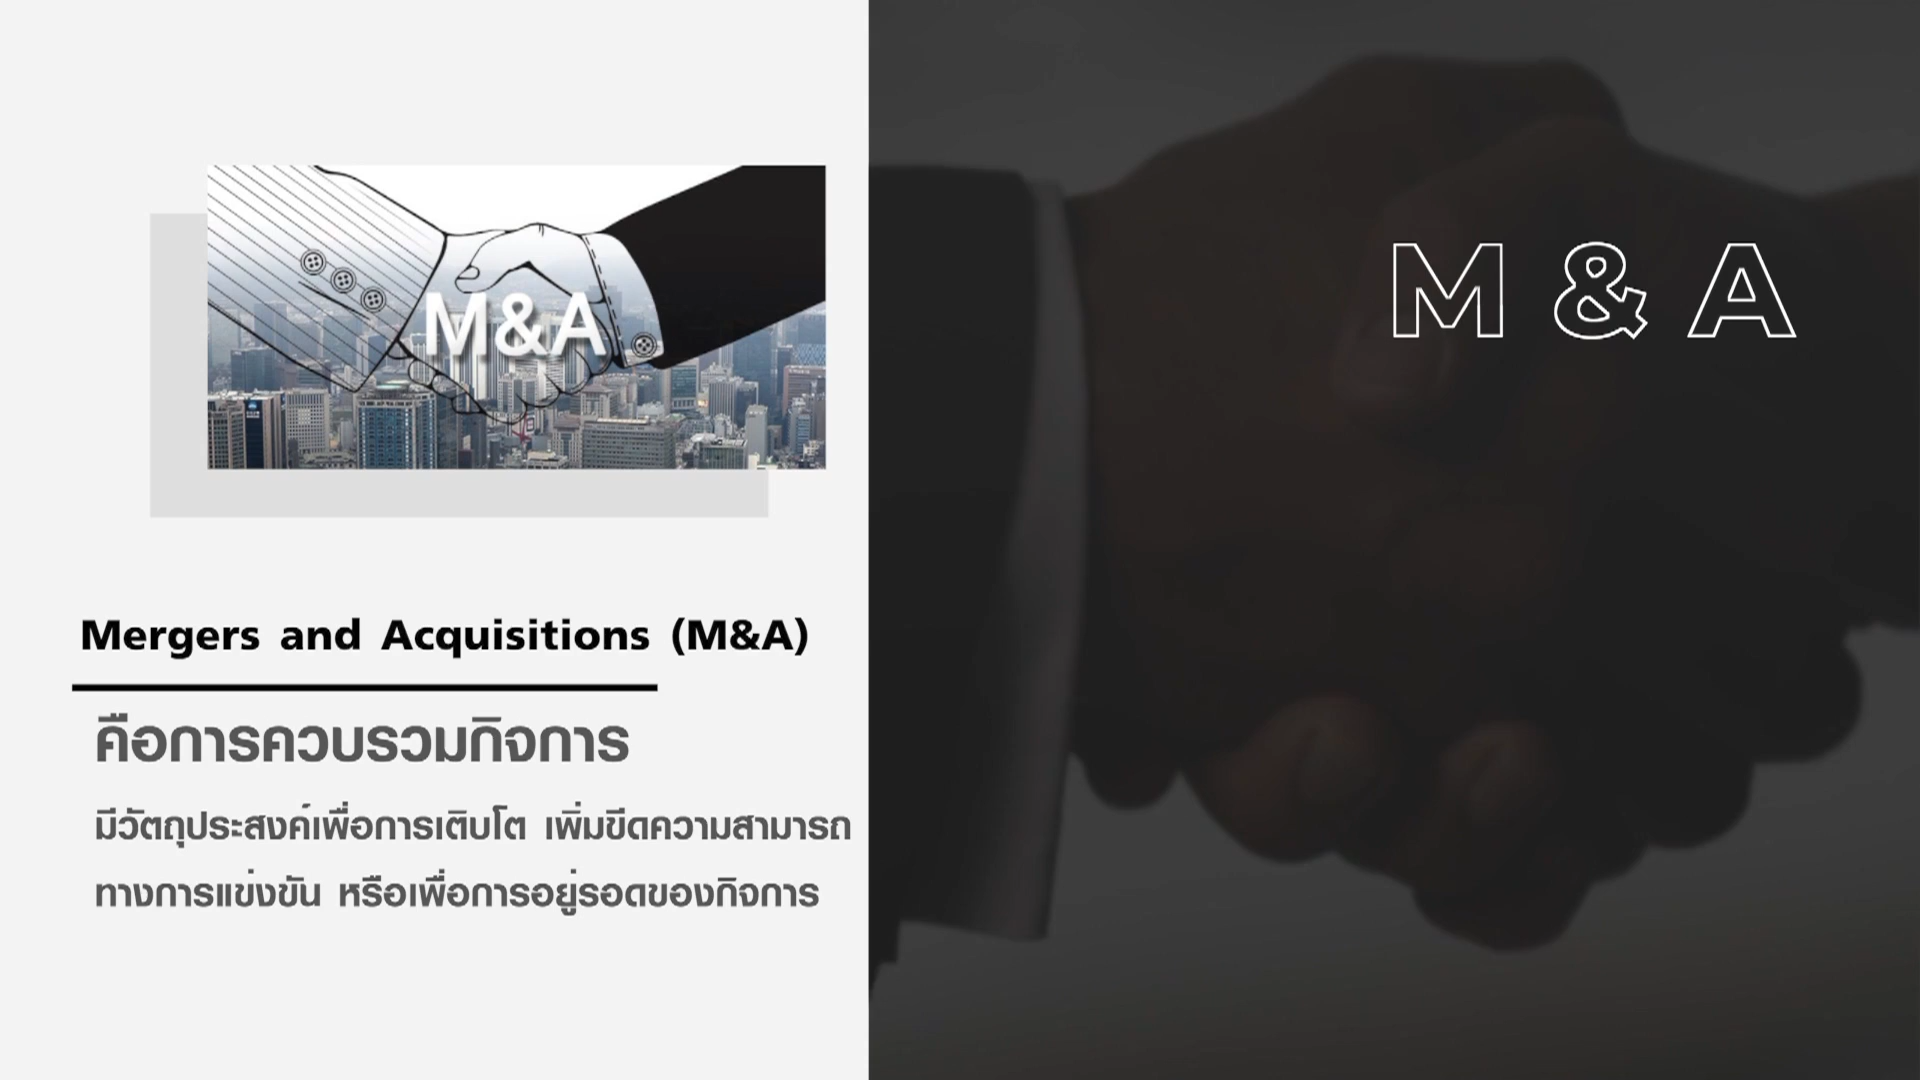 M&A
Mergers and Acquisitions (M&A)
คือการควบรวมกิจการ
มีวัตถุประสงค์เพื่อการเติบโต เพิ่มขีดความสามารถ
ทางการแข่งขัน หรือเพื่อการอยู่รอดของกิจการ
M & A